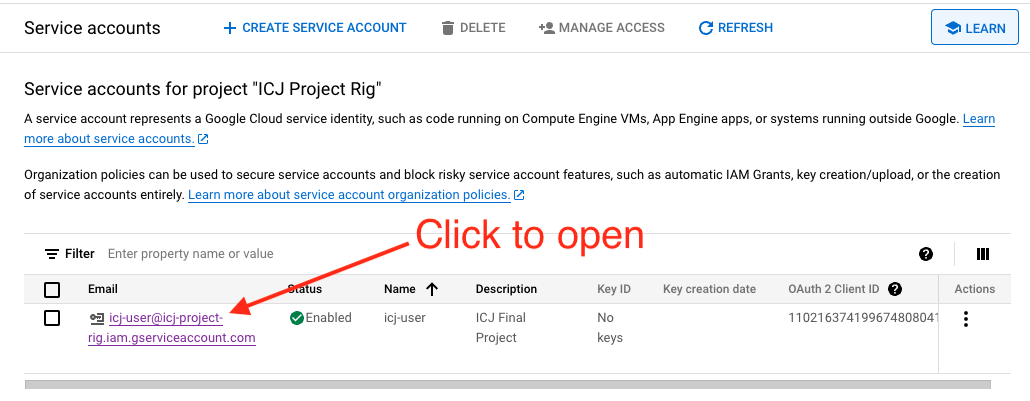 Service accounts
CREATE SERVICE ACCOUNT
DELETE
MANAGE ACCESS
REFRESH
LEARN
Service accounts for project "ICJ Project Rig"
A service account represents a Google Cloud service identity, such as code running on Compute Engine VMs, App Engine apps, or systems running outside Google. Learn
more about service accounts.
Organization policies can be used to secure service accounts and block risky service account features, such as automatic IAM Grants, key creation/upload, or the creation
of service accounts entirely. Learn more about service account organization policies.
Click to open
Filter Enter property name or value
Email Status Name Description Key ID Key creation date OAuth 2 Client ID Actions
icj-user@icj-project- Enabled icj-user ICJ Final No 110216374199674808041
rig.iam.gserviceaccount.com Project keys